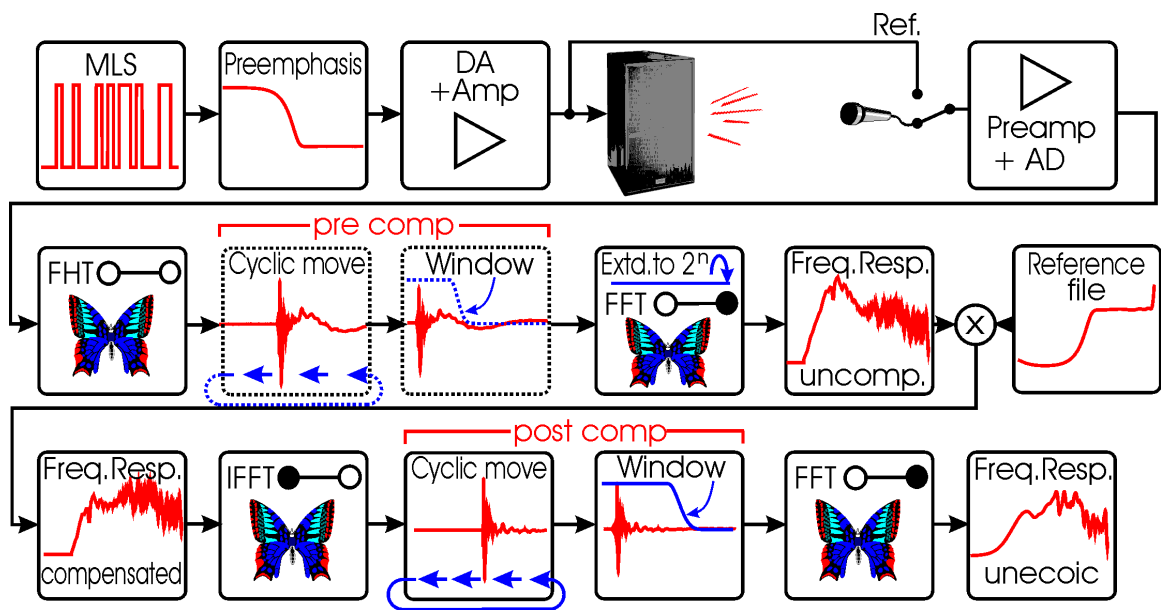 Ref.
MLS
Preemphasis
DA
+Amp
Preamp
+ AD
pre comp
FHT
Cyclic move
Window
Extd.to 2ⁿ
FFT
Freq.Resp.
uncomp.
X
Reference
file
post comp
Freq.Resp.
compensated
IFFT
Cyclic move
Window
FFT
Freq.Resp.
unecoic